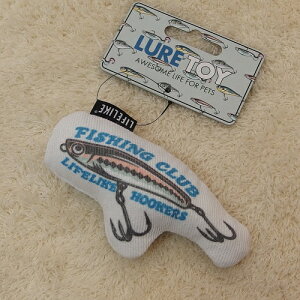 LURE TOY
AWESOME LIFE FOR PETS
LIFELIKE
FISHING CLUB
LIFELIKE HOOKERS